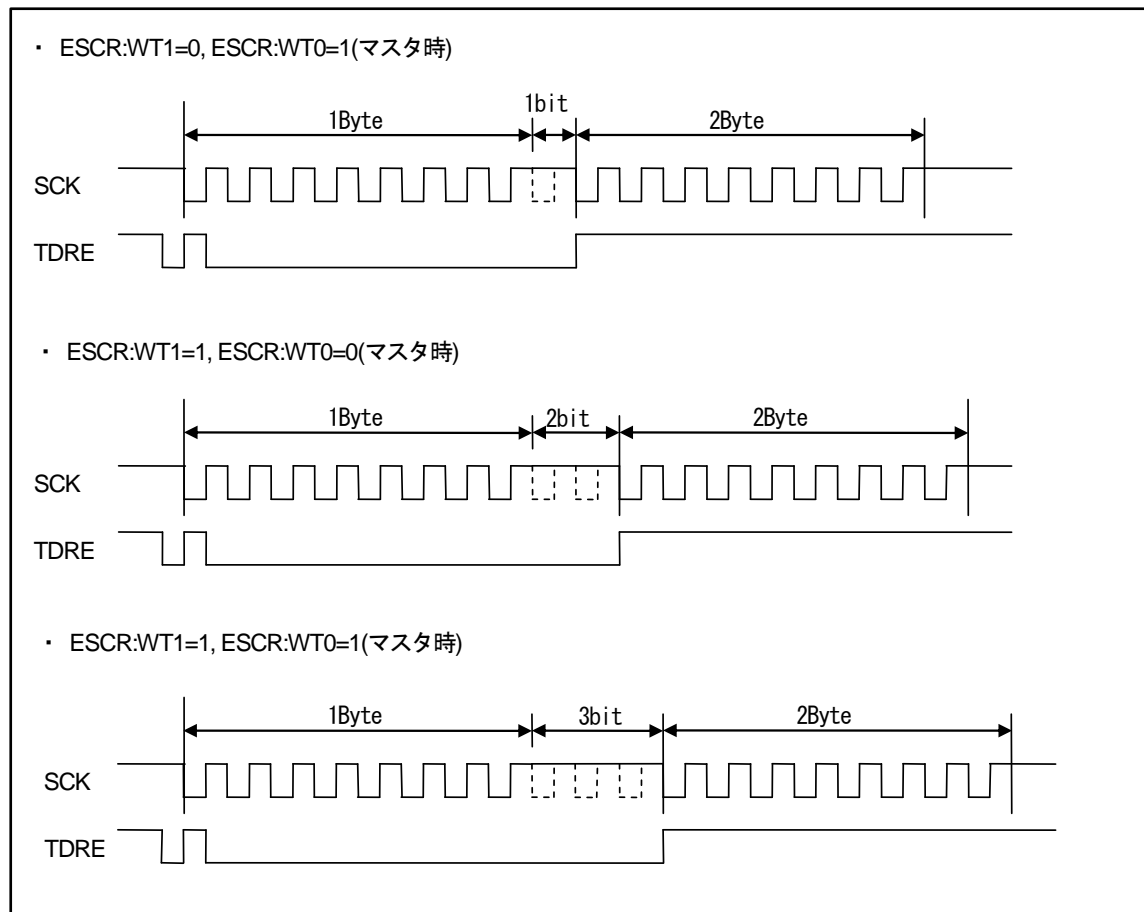 ・ ESCR:WT1=0, ESCR:WT0=1(マスタ時)
1Byte 1bit 2Byte
SCK
TDRE
・ ESCR:WT1=1, ESCR:WT0=0(マスタ時)
1Byte 2bit 2Byte
SCK
TDRE
・ ESCR:WT1=1, ESCR:WT0=1(マスタ時)
1Byte 3bit 2Byte
SCK
TDRE